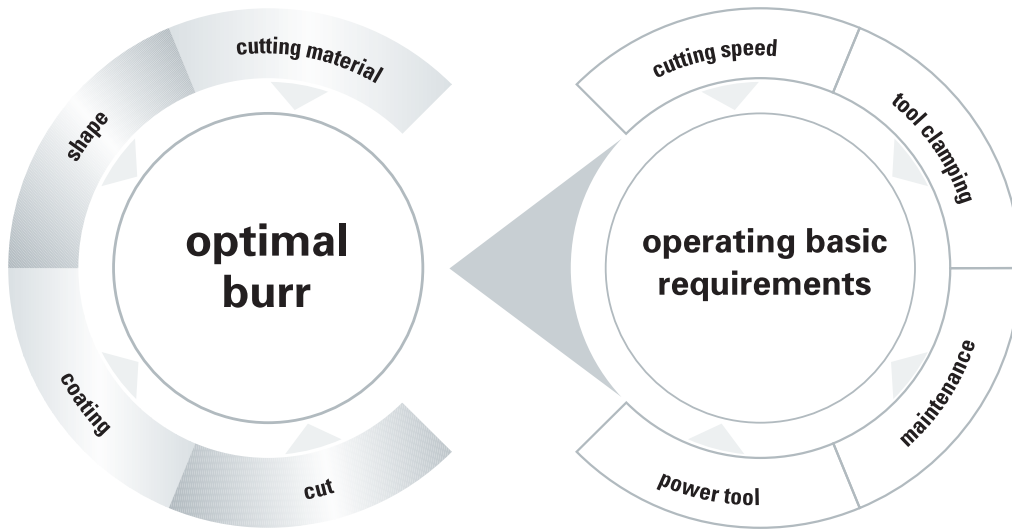 cutting material
shape
optimal
burr
coating
cut
cutting speed
tool clamping
operating basic
requirements
maintenance
power tool